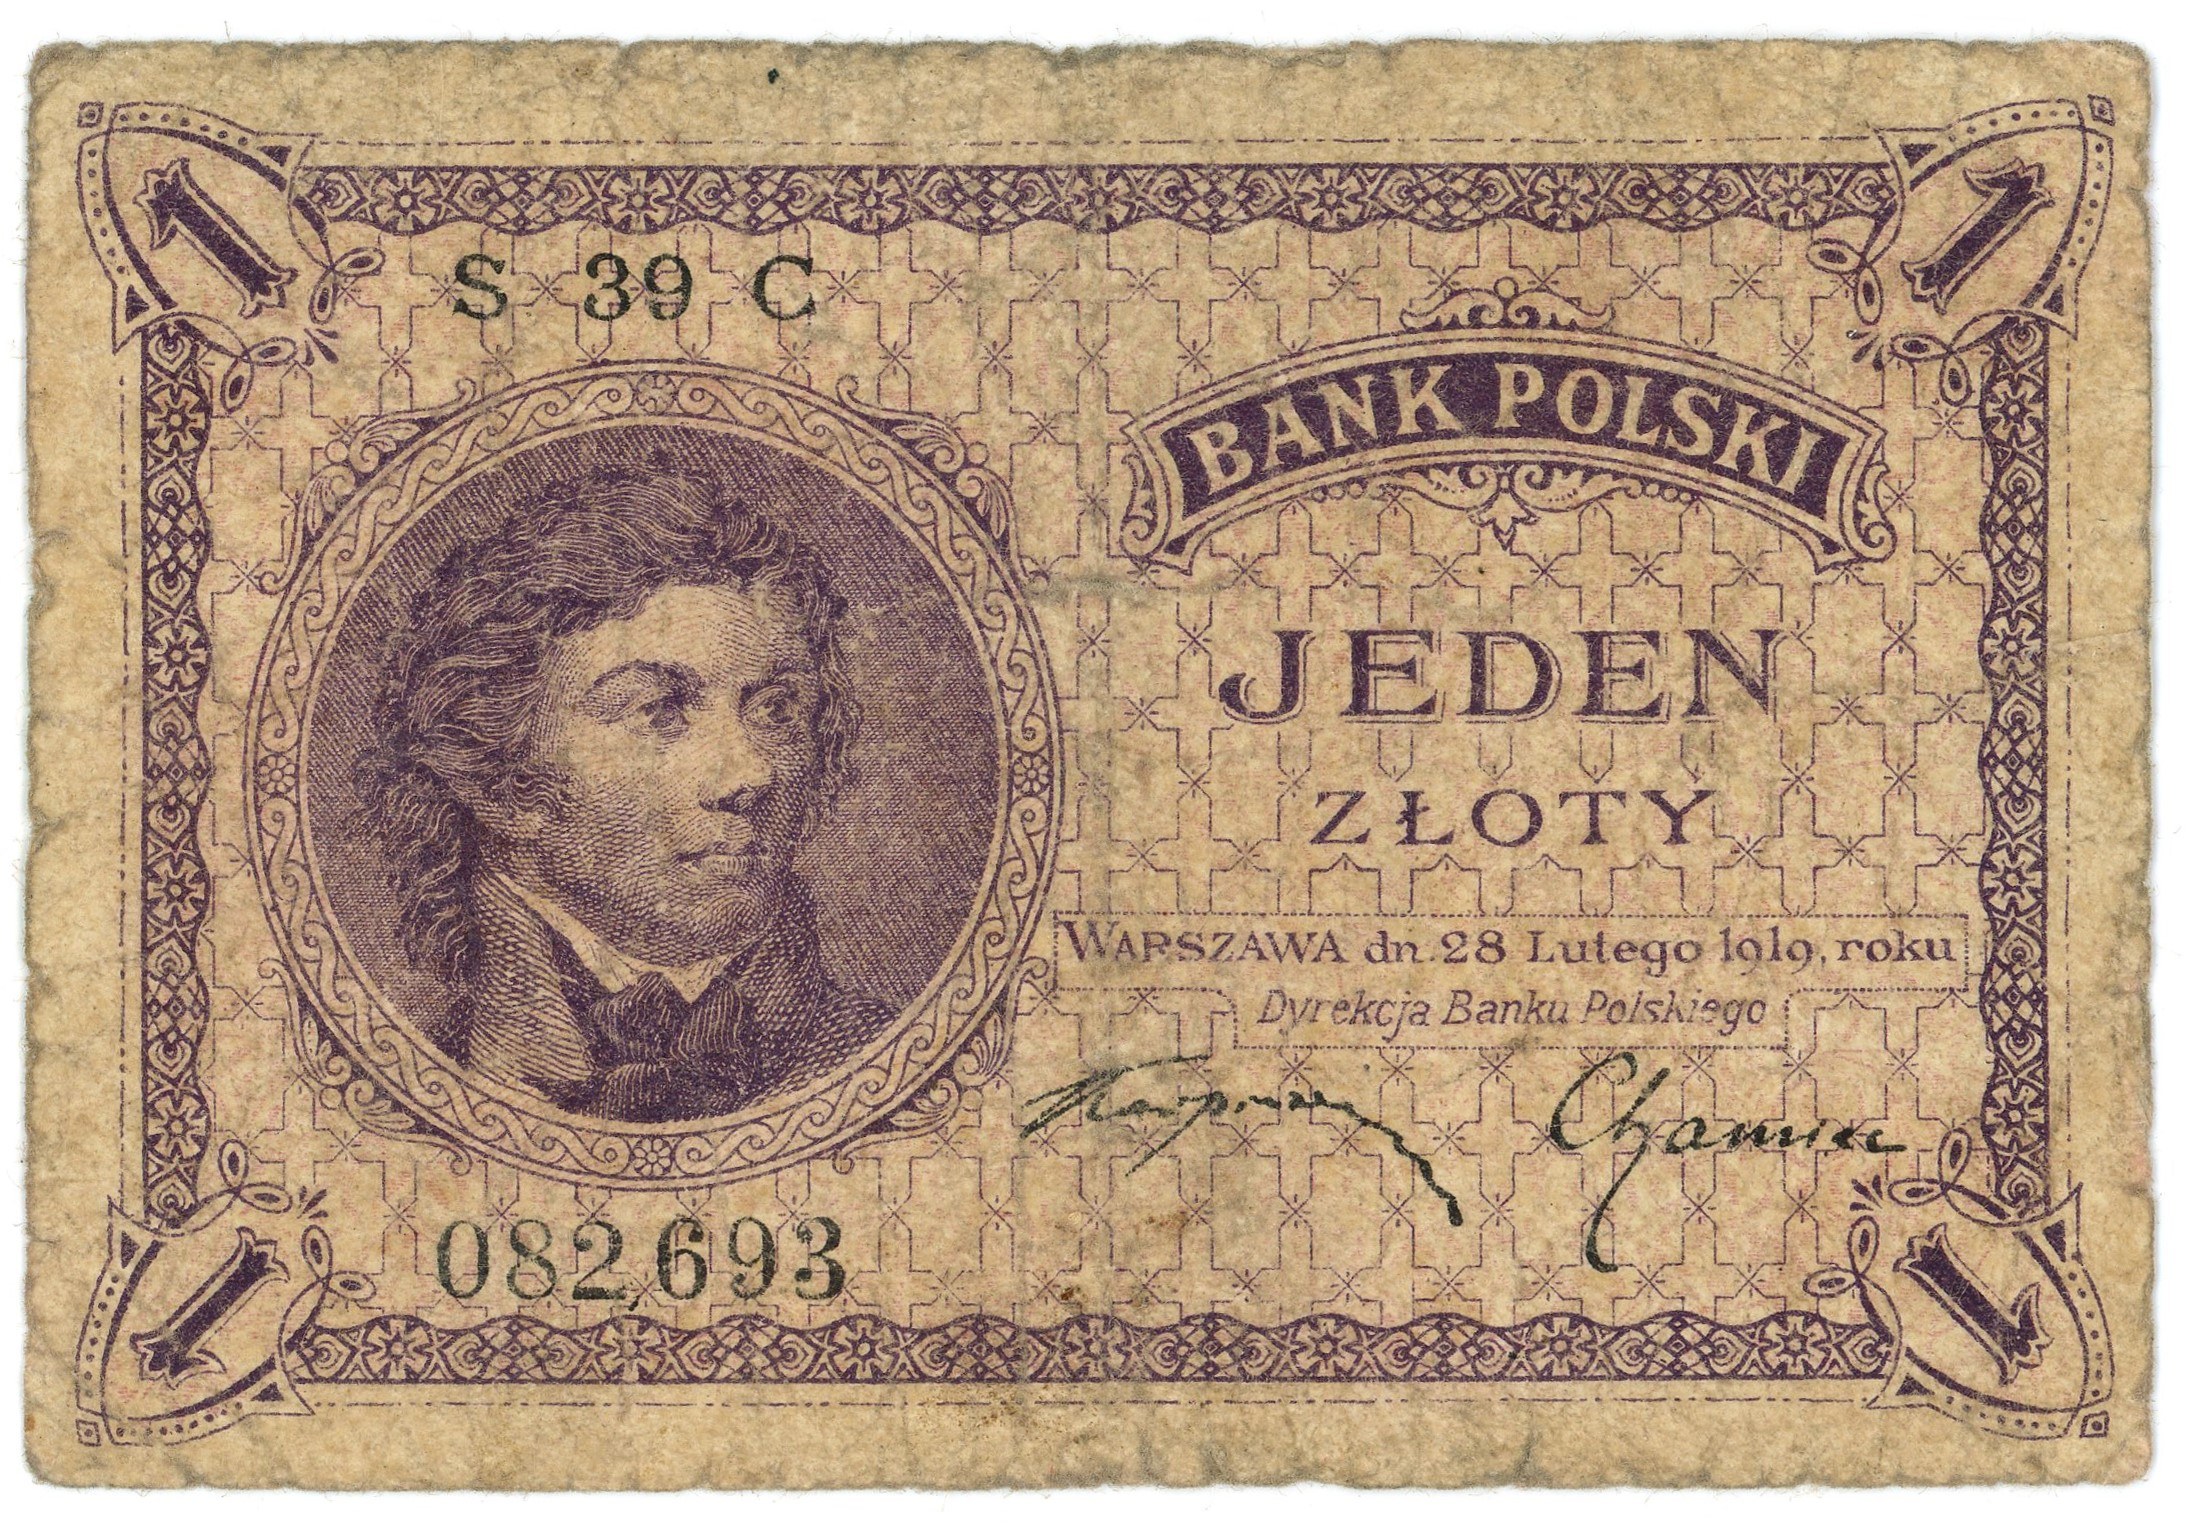 1 1
S 39 C
BANK POLSKI
JEDEN
ZŁOTY
WARSZAWA dn. 28 Lutego 1919, roku
Dyrekcja Banku Polskiego
082,693
1 1